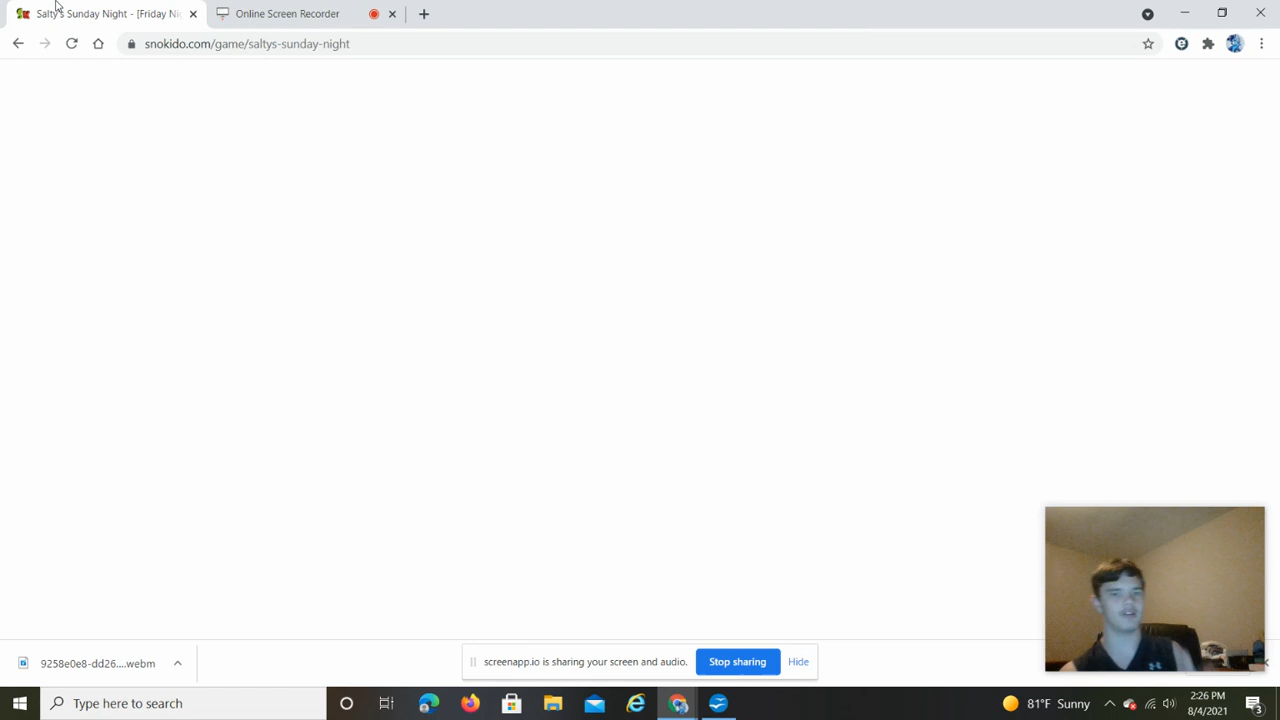 Salty's Sunday Night - [Friday Ni
Online Screen Recorder
snokido.com/game/saltys-sunday-night
9258e0e8-dd26....webm
screenapp.io is sharing your screen and audio.
Stop sharing
Hide
Type here to search
81°F Sunny
2:26 PM
8/4/2021
3